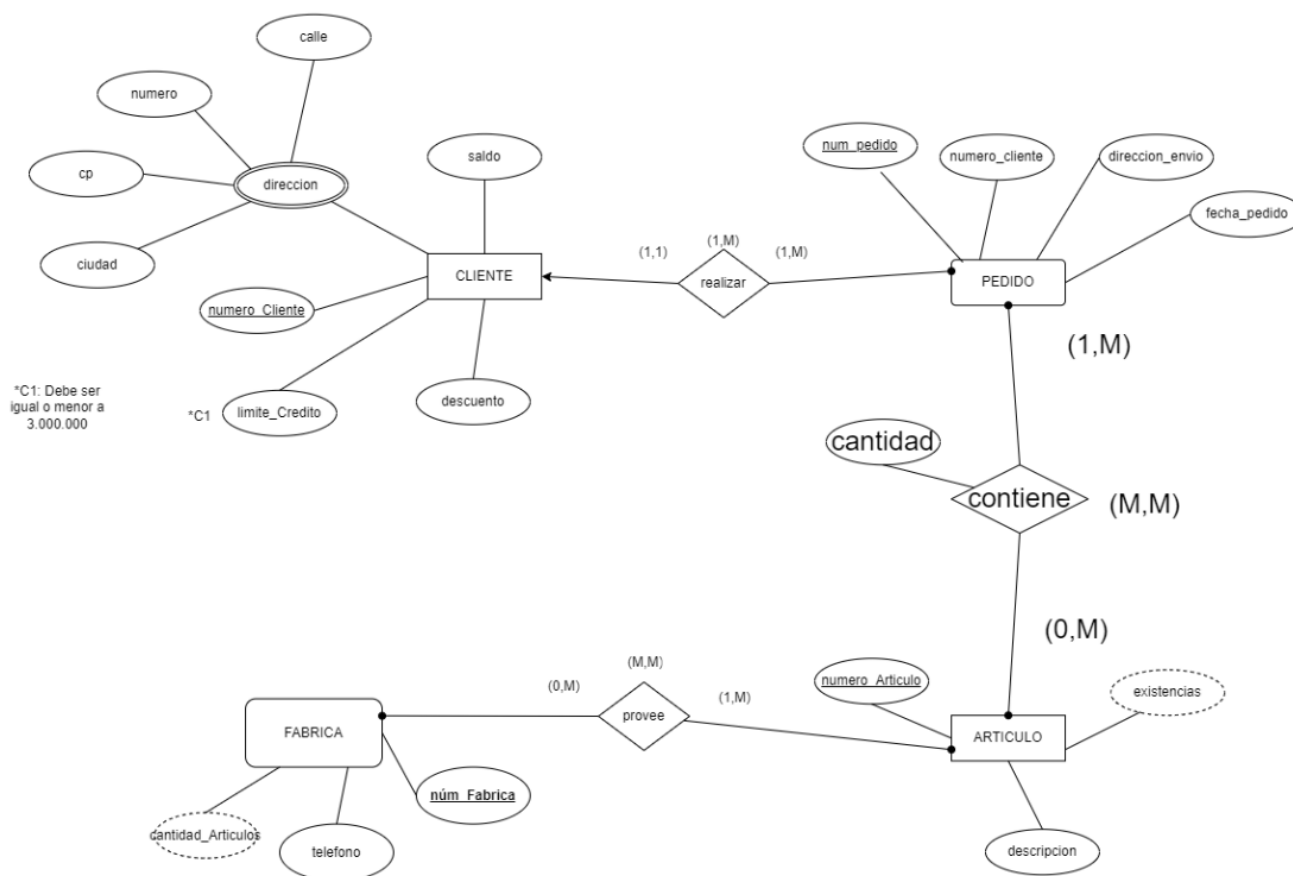 calle
numero
cp
direccion
ciudad
saldo
CLIENTE
numero_Cliente
limite_Credito
*C1
*C1: Debe ser
igual o menor a
3.000.000
descuento
(1,1)
(1,M)
realizar
(1,M)
num_pedido
numero_cliente
direccion_envio
fecha_pedido
PEDIDO
(1,M)
cantidad
contiene
(M,M)
(0,M)
numero_Articulo
existencias
ARTICULO
descripcion
(M,M)
(0,M)
provee
(1,M)
FABRICA
núm_Fabrica
cantidad_Articulos
telefono